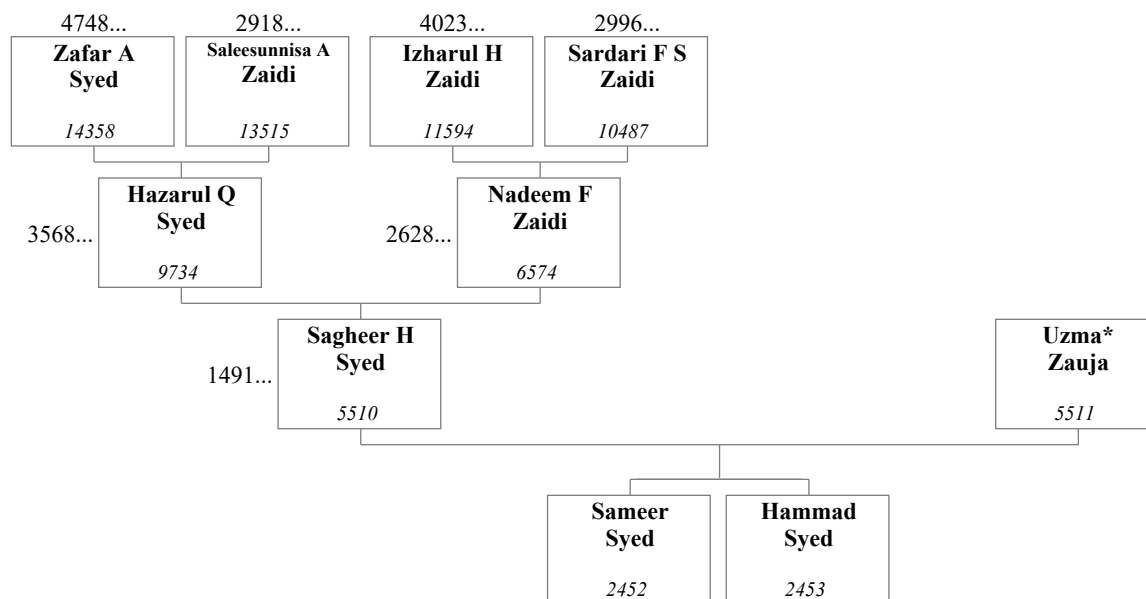 4748... 2918... 4023... 2996...
Zafar A
Syed
14358
Saleesunnisa A
Zaidi
13515
Izharul H
Zaidi
11594
Sardari F S
Zaidi
10487
3568...
Hazarul Q
Syed
9734
2628...
Nadeem F
Zaidi
6574
1491...
Sagheer H
Syed
5510
Uzma*
Zauja
5511
Sameer
Syed
2452
Hammad
Syed
2453